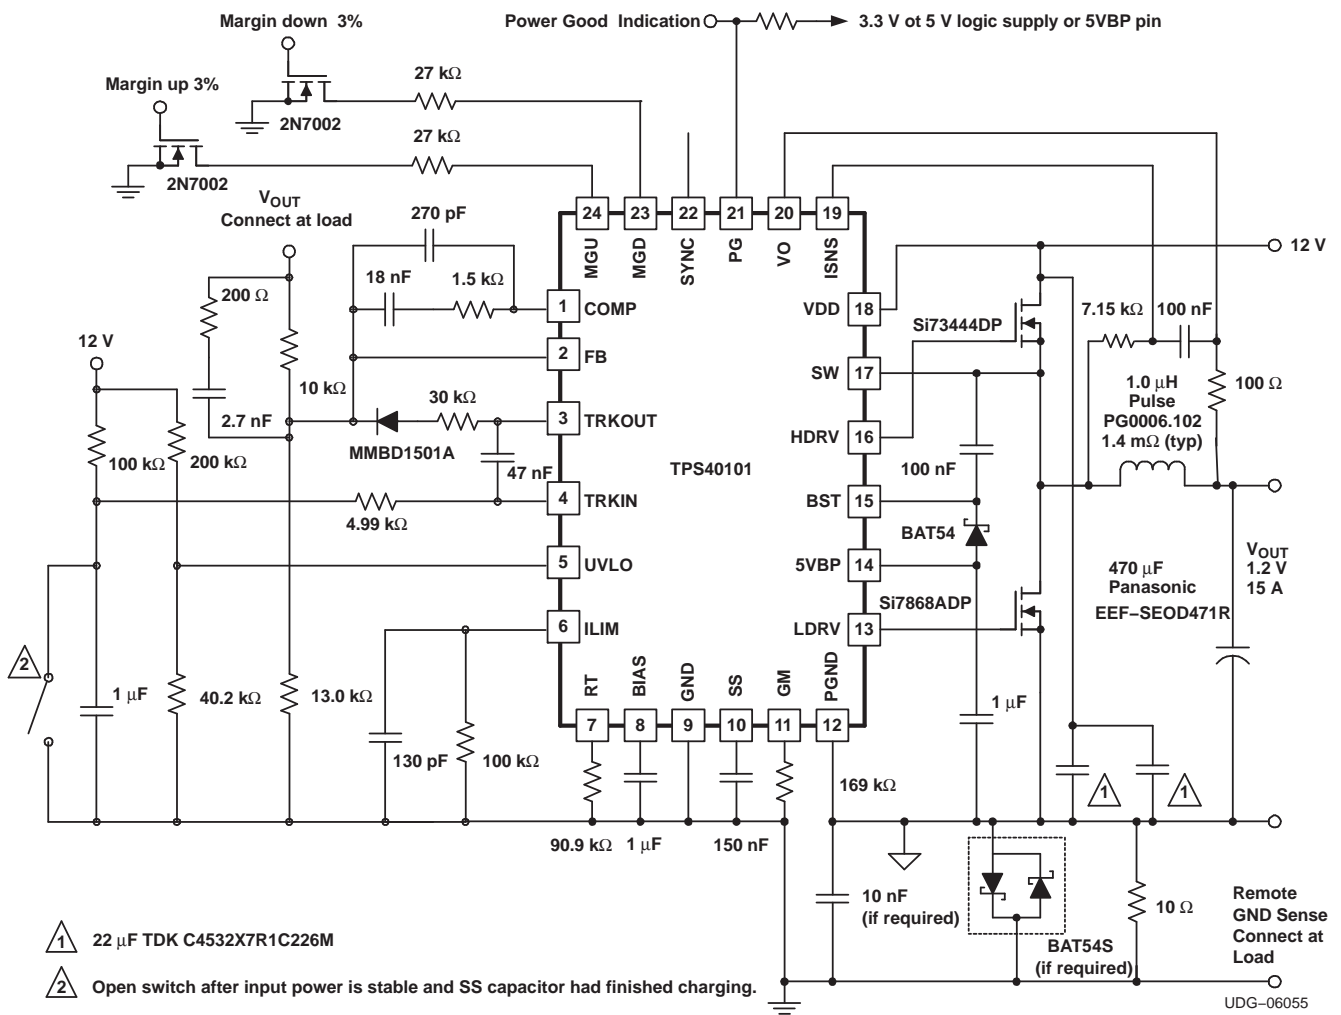 Margin down  3%
Power Good  Indication
3.3 V ot 5 V logic supply or 5VBP pin
27 kΩ
Margin up 3%
2N7002
27 kΩ
2N7002
VOUT
Connect at load
270 pF
24
23
22
21
20
19
MGU
MGD
SYNC
PG
VO
ISNS
12 V
18 nF
1.5 kΩ
200 Ω
1
COMP
VDD
18
Si73444DP
7.15 kΩ
100 nF
12 V
2
FB
SW
17
10 kΩ
1.0 μH
Pulse
PG0006.102
1.4 mΩ (typ)
100 Ω
30 kΩ
2.7 nF
3
TRKOUT
HDRV
16
MMBD1501A
100 kΩ
200 kΩ
47 nF
TPS40101
100 nF
4
TRKIN
BST
15
4.99 kΩ
BAT54
5
UVLO
5VBP
14
VOUT
1.2 V
15 A
470 μF
Panasonic
EEF–SEOD471R
Si7868ADP
6
ILIM
LDRV
13
2
RT
BIAS
GND
SS
GM
PGND
1 μF
40.2 kΩ
13.0 kΩ
1 μF
7
8
9
10
11
12
130 pF
100 kΩ
169 kΩ
1
1
90.9 kΩ
1 μF
150 nF
10 nF
(if required)
10 Ω
Remote
GND Sense
Connect at
Load
BAT54S
(if required)
1
22 μF TDK C4532X7R1C226M
2
Open switch after input power is stable and SS capacitor had finished charging.
UDG–06055